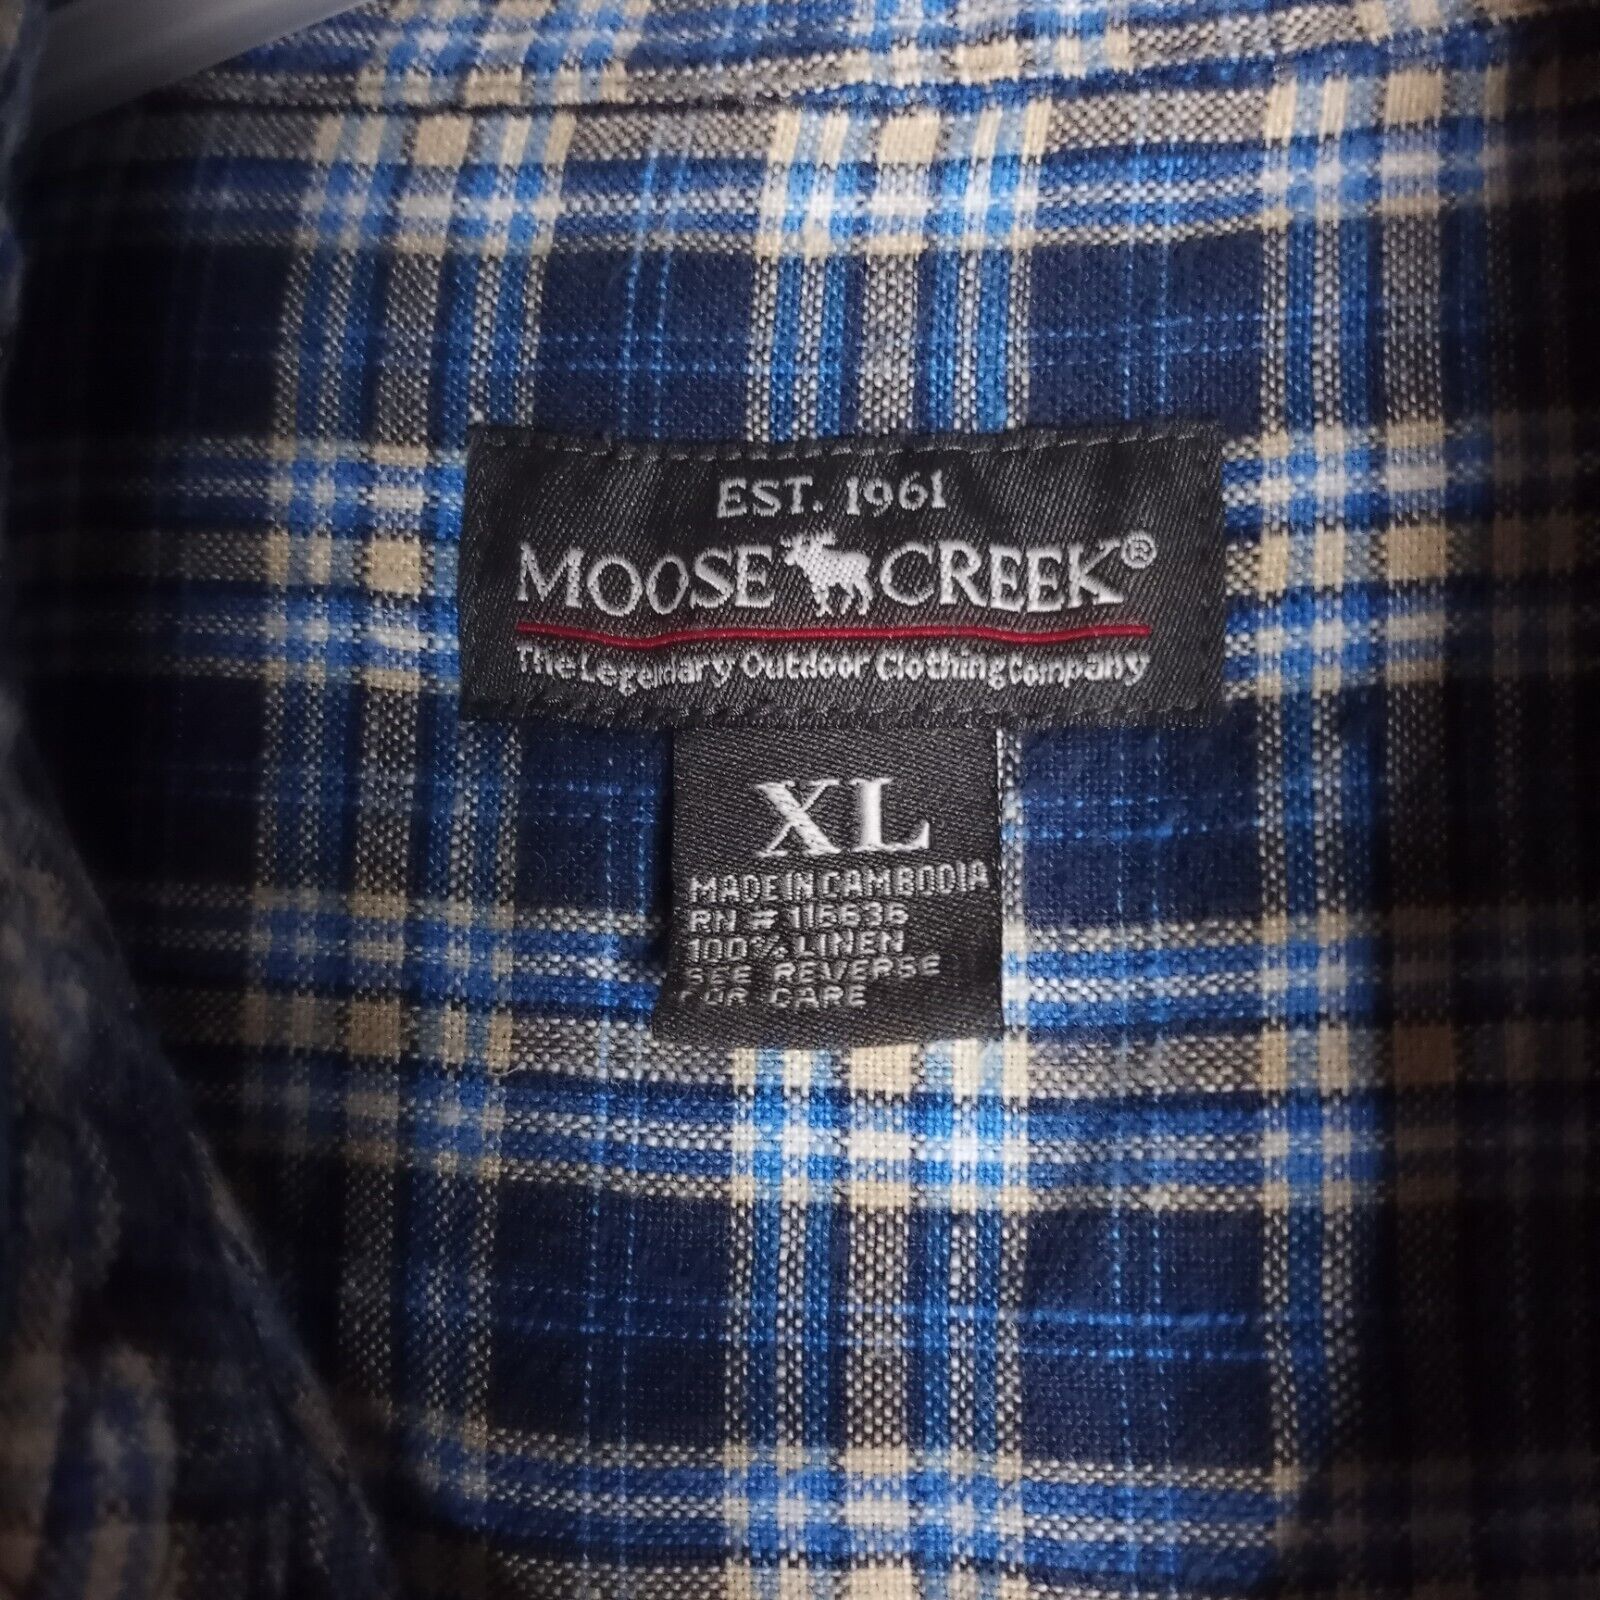 EST. 1961
MOOSE CREEK®
The Legendary Outdoor Clothing Company
XL
MADE IN CAMBODIA
RN # 116636
100% LINEN
SEE REVERSE
FOR CARE